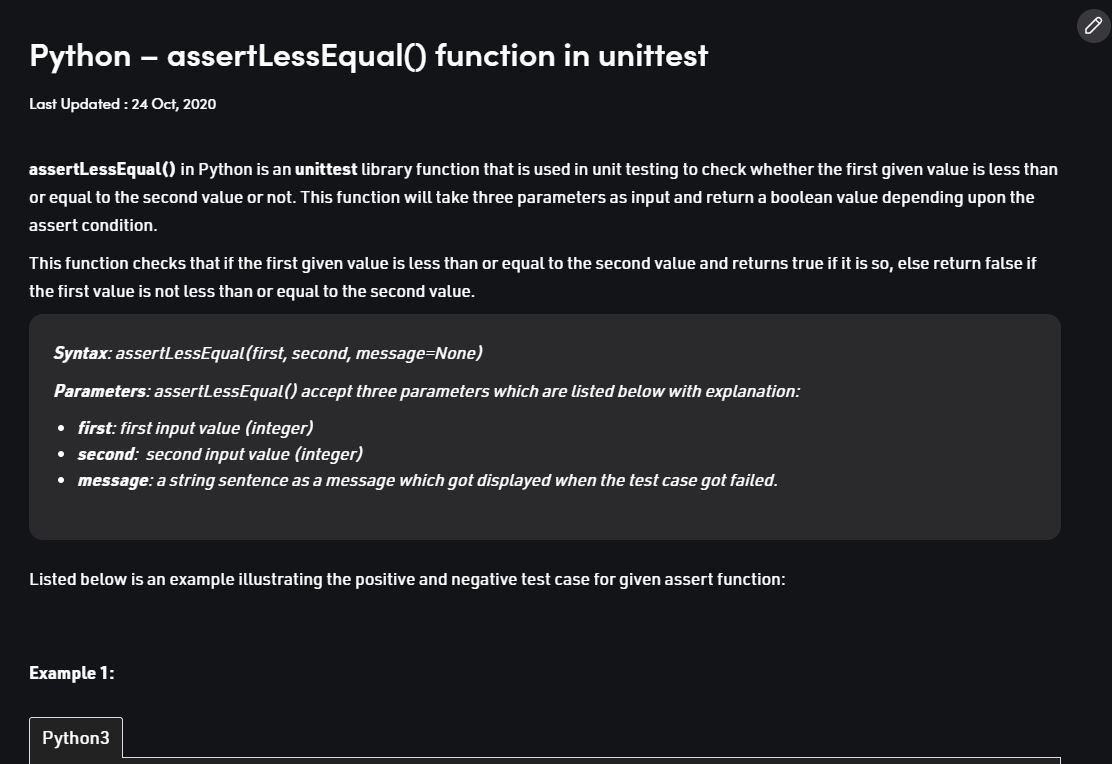 Python – assertLessEqual() function in unittest
Last Updated : 24 Oct, 2020
assertLessEqual() in Python is an unittest library function that is used in unit testing to check whether the first given value is less than
or equal to the second value or not. This function will take three parameters as input and return a boolean value depending upon the
assert condition.
This function checks that if the first given value is less than or equal to the second value and returns true if it is so, else return false if
the first value is not less than or equal to the second value.
Syntax: assertLessEqual(first, second, message=None)
Parameters: assertLessEqual() accept three parameters which are listed below with explanation:
• first: first input value (integer)
• second:  second input value (integer)
• message: a string sentence as a message which got displayed when the test case got failed.
Listed below is an example illustrating the positive and negative test case for given assert function:
Example 1:
Python3